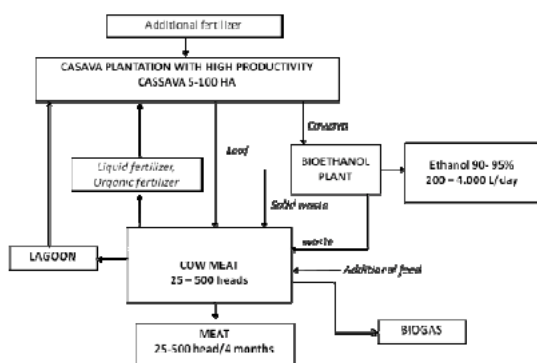 Additional fertilizer
CASAVA PLANTATION WITH HIGH PRODUCTIVITY
CASSAVA 5-100 HA
Cassava
Leaf
Liquid fertilizer,
Organic fertilizer
BIOETHANOL
PLANT
Ethanol 90- 95%
200 – 4.000 L/day
Solid waste
waste
LAGOON
COW MEAT
25 – 500 heads
Additional feed
MEAT
25-500 head/4 months
BIOGAS